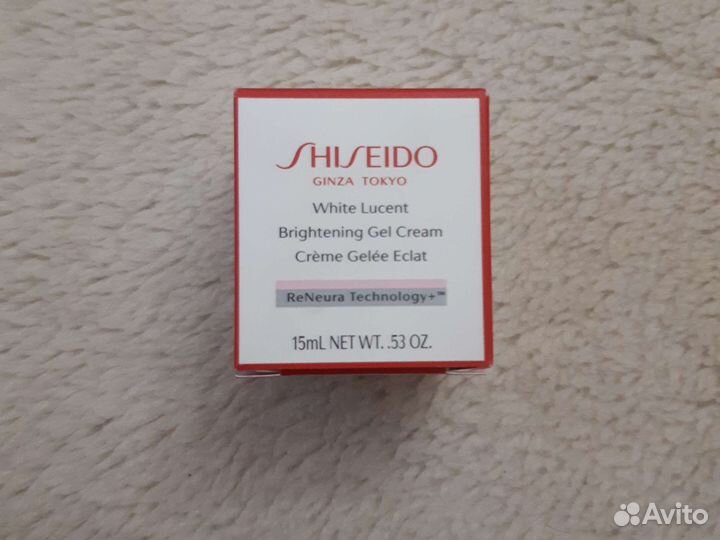 SHISEIDO
GINZA TOKYO
White Lucent
Brightening Gel Cream
Crème Gelée Eclat
ReNeura Technology+™
15mL NET WT. .53 OZ.
Avito